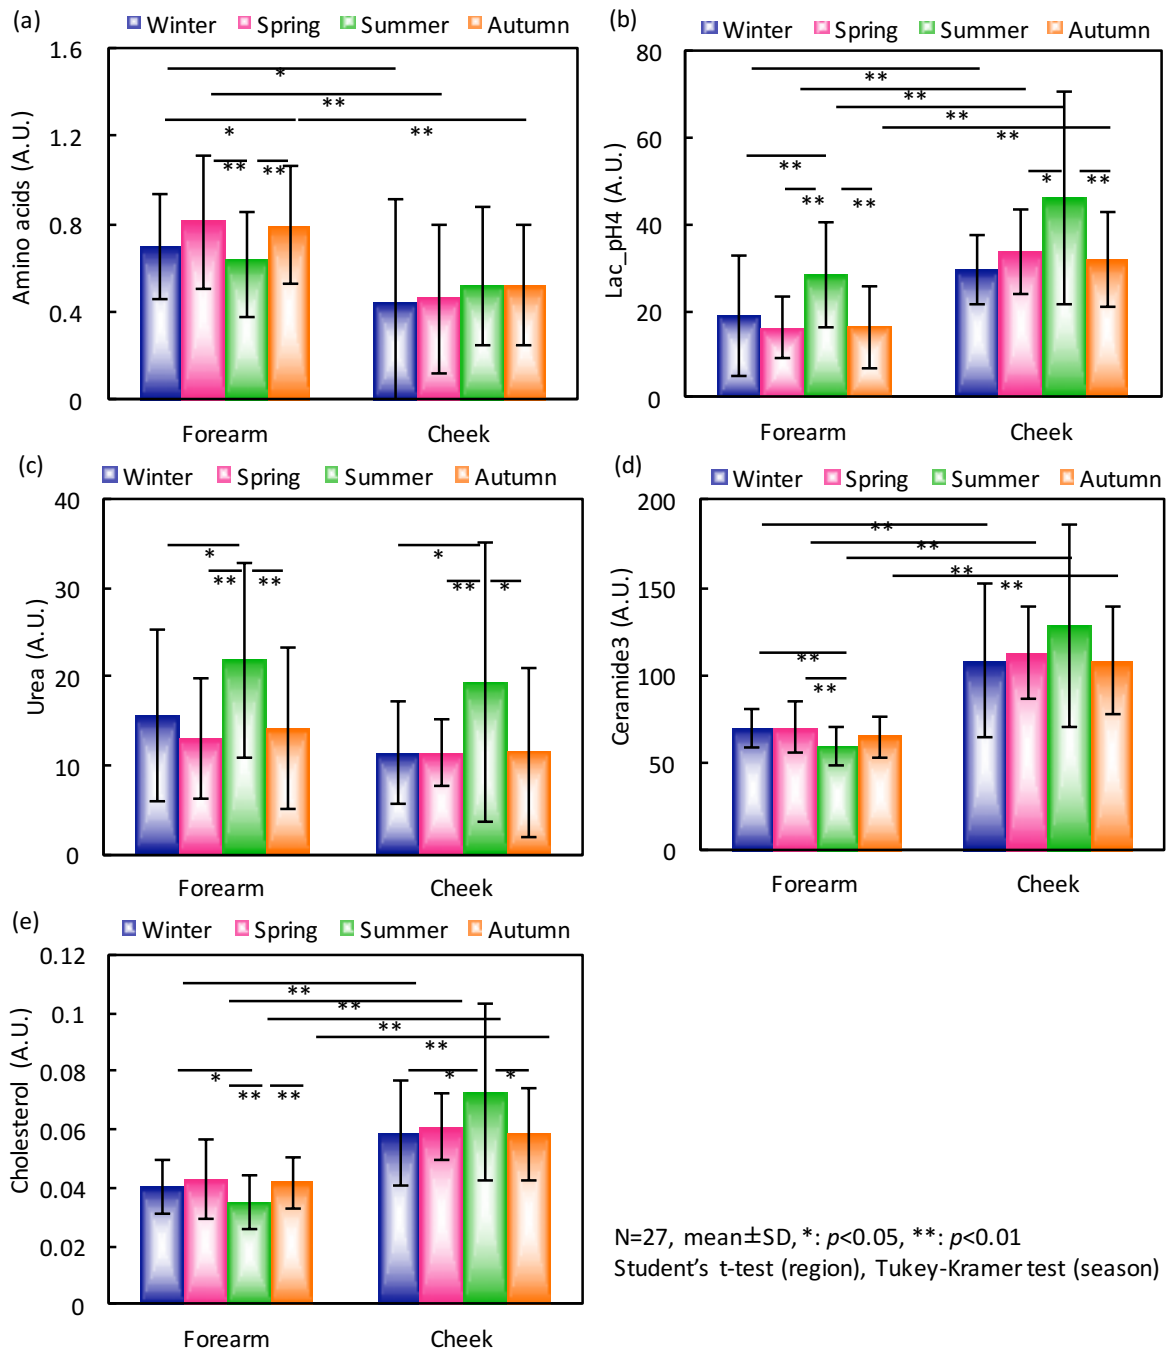 (a)
Winter Spring Summer Autumn
Amino acids (A.U.)
1.6
1.2
0.8
0.4
0
*
**
*
**
** **
Forearm Cheek
(b)
Winter Spring Summer Autumn
Lac_pH4 (A.U.)
80
60
40
20
0
**
**
**
**
**
** **
* **
Forearm Cheek
(c)
Winter Spring Summer Autumn
Urea (A.U.)
40
30
20
10
0
* *
** ** ** *
Forearm Cheek
(d)
Winter Spring Summer Autumn
Ceramide3 (A.U.)
200
150
100
50
0
**
**
**
**
**
**
Forearm Cheek
(e)
Winter Spring Summer Autumn
Cholesterol (A.U.)
0.12
0.1
0.08
0.06
0.04
0.02
0
**
**
**
**
* * *
** **
Forearm Cheek
N=27, mean±SD, *: p<0.05, **: p<0.01
Student's t-test (region), Tukey-Kramer test (season)